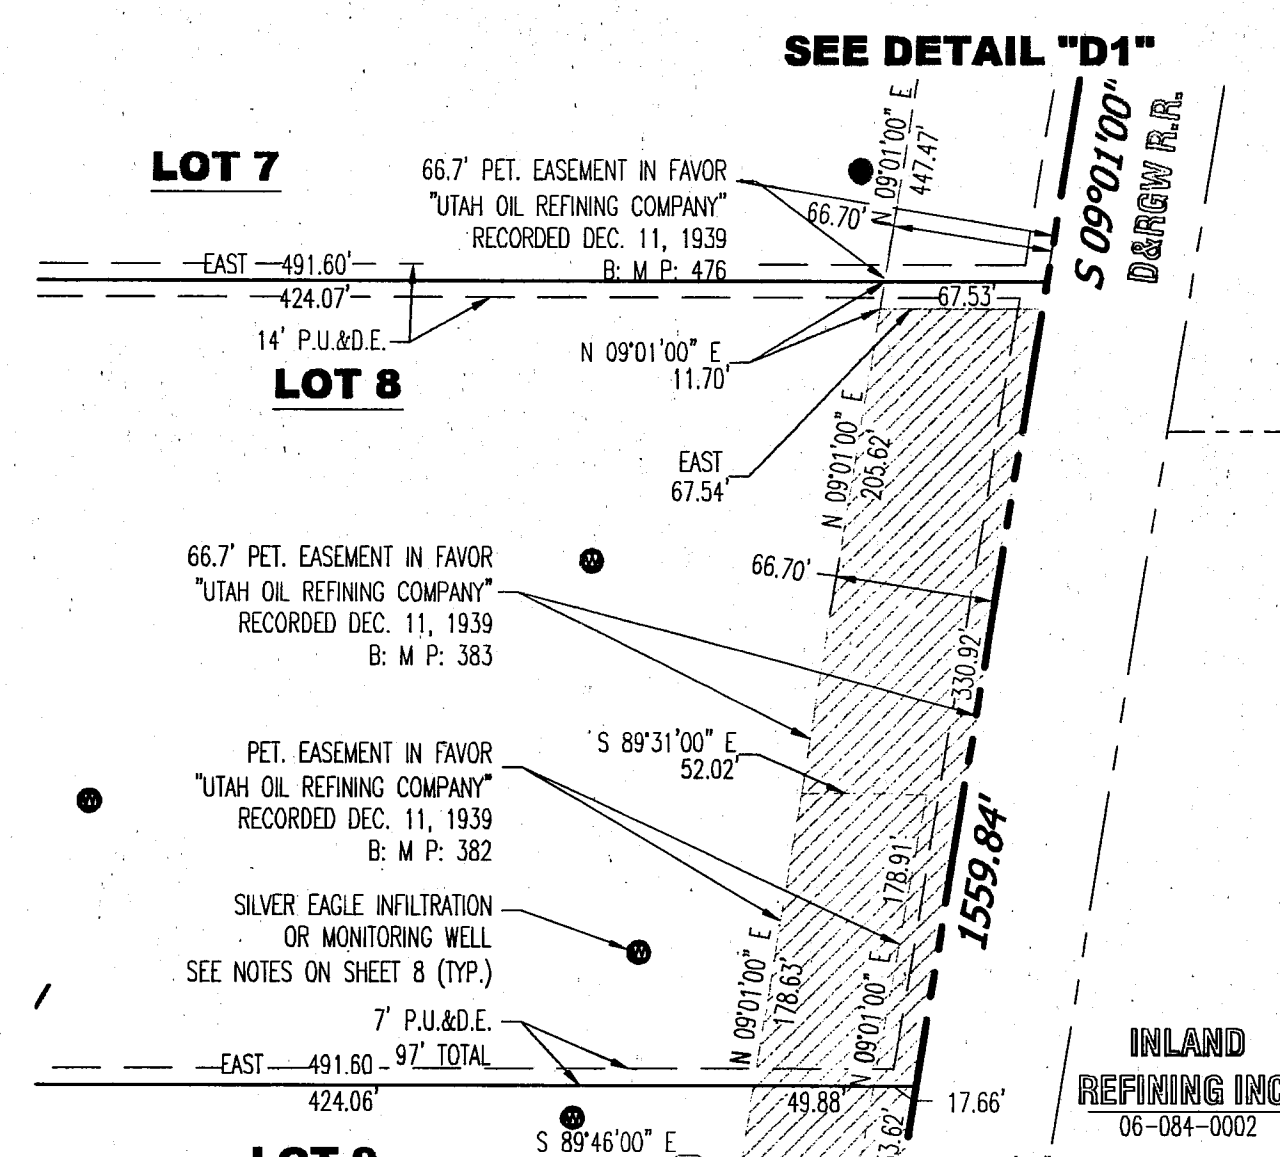 SEE DETAIL "D1"
LOT 7
66.7' PET. EASEMENT IN FAVOR
"UTAH OIL REFINING COMPANY"
RECORDED DEC. 11, 1939
B: M P: 476
N 09°01'00" E
447.47'
S 09°01'00"
D&RGW R.R.
66.70'
EAST 491.60'
424.07'
67.53'
14' P.U.&D.E.
N 09°01'00" E
11.70'
LOT 8
N 09°01'00" E
205.62'
EAST
67.54'
66.7' PET. EASEMENT IN FAVOR
"UTAH OIL REFINING COMPANY"
RECORDED DEC. 11, 1939
B: M P: 383
W
66.70'
330.92'
S 89°31'00" E
52.02'
PET. EASEMENT IN FAVOR
"UTAH OIL REFINING COMPANY"
RECORDED DEC. 11, 1939
B: M P: 382
W
178.91'
1559.84'
SILVER EAGLE INFILTRATION
OR MONITORING WELL
SEE NOTES ON SHEET 8 (TYP.)
W
N 09°01'00" E
178.63'
N 09°01'00" E
7' P.U.&D.E.
97' TOTAL
EAST 491.60
424.06'
49.88'
17.66'
INLAND
REFINING INC
06-084-0002
W
S 89°46'00" E
3.62'